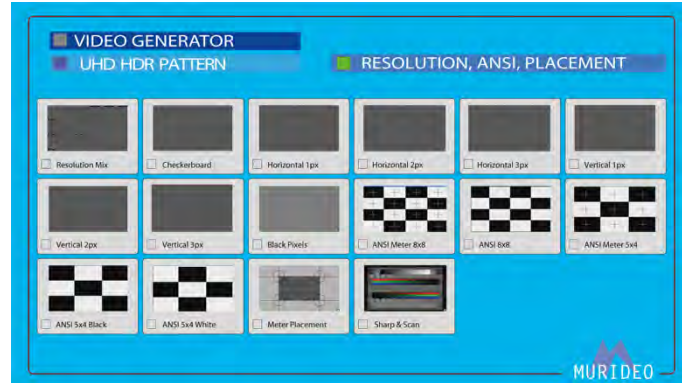 VIDEO GENERATOR
UHD HDR PATTERN
RESOLUTION, ANSI, PLACEMENT
Resolution Mix
Checkerboard
Horizontal 1px
Horizontal 2px
Horizontal 3px
Vertical 1px
Vertical 2px
Vertical 3px
Black Pixels
ANSI Meter 8x8
ANSI 8x8
ANSI Meter 5x4
ANSI 5x4 Black
ANSI 5x4 White
Meter Placement
Sharp & Scan
MURIDEO